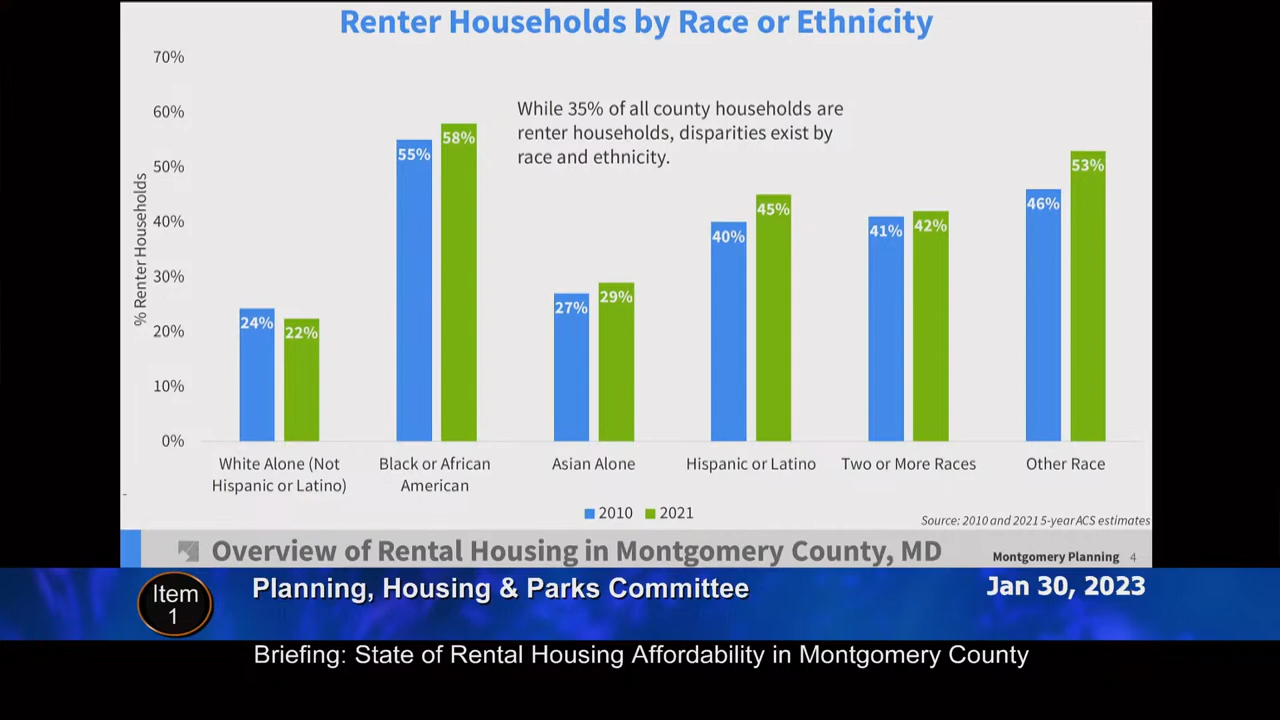 Renter Households by Race or Ethnicity
70%
60%
50%
40%
30%
20%
10%
0%
% Renter Households
While 35% of all county households are
renter households, disparities exist by
race and ethnicity.
24%
22%
55%
58%
27%
29%
40%
45%
41%
42%
46%
53%
White Alone (Not
Hispanic or Latino)
Black or African
American
Asian Alone
Hispanic or Latino
Two or More Races
Other Race
2010
2021
Source: 2010 and 2021 5-year ACS estimates
Overview of Rental Housing in Montgomery County, MD
Montgomery Planning 4
Item
1
Planning, Housing & Parks Committee
Jan 30, 2023
Briefing: State of Rental Housing Affordability in Montgomery County